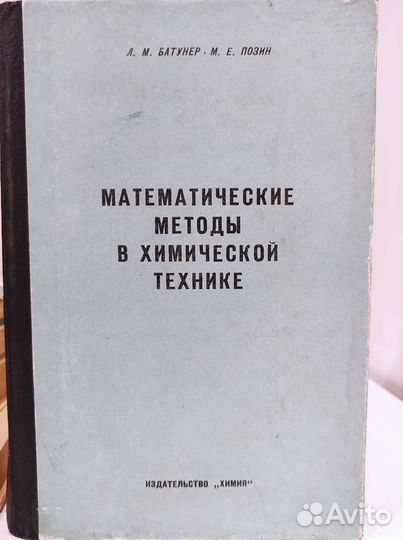 Л. М. БАТУНЕР · М. Е. ПОЗИН
МАТЕМАТИЧЕСКИЕ
МЕТОДЫ
В ХИМИЧЕСКОЙ
ТЕХНИКЕ
ИЗДАТЕЛЬСТВО „ХИМИЯ"
Avito